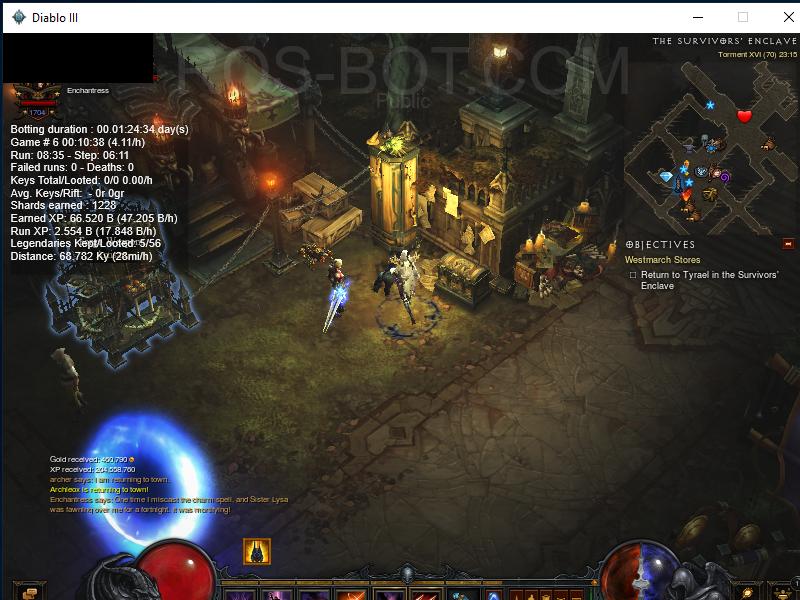 Diablo III
ROS-BOT.COM
Public
THE SURVIVORS' ENCLAVE
Torment XVI (70) 23:15
Enchantress
1704
Botting duration : 00.01:24:34 day(s)
Game # 6 00:10:38 (4.11/h)
Run: 08:35 - Step: 06:11
Failed runs: 0 - Deaths: 0
Keys Total/Looted: 0/0 0.00/h
Avg. Keys/Rift: - 0r 0gr
Shards earned : 1228
Earned XP: 66.520 B (47.205 B/h)
Run XP: 2.554 B (17.848 B/h)
Legendaries Kept/Looted: 5/56
Distance: 68.782 Ky (28mi/h)
OBJECTIVES
Westmarch Stores
Return to Tyrael in the Survivors'
Enclave
Gold received: 460,790
XP received: 204,558,760
archer says: I am returning to town.
Archleox is returning to town!
Enchantress says: One time I miscast the charm spell, and Sister Lysa
was fawning over me for a fortnight. It was mortifying!